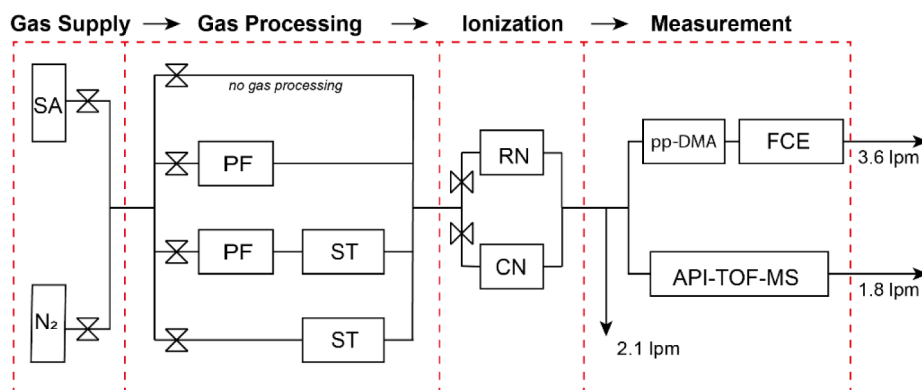 Gas Supply → Gas Processing → Ionization → Measurement
no gas processing
SA
PF
RN
pp-DMA
FCE
3.6 lpm
PF
ST
CN
API-TOF-MS
1.8 lpm
N₂
ST
2.1 lpm